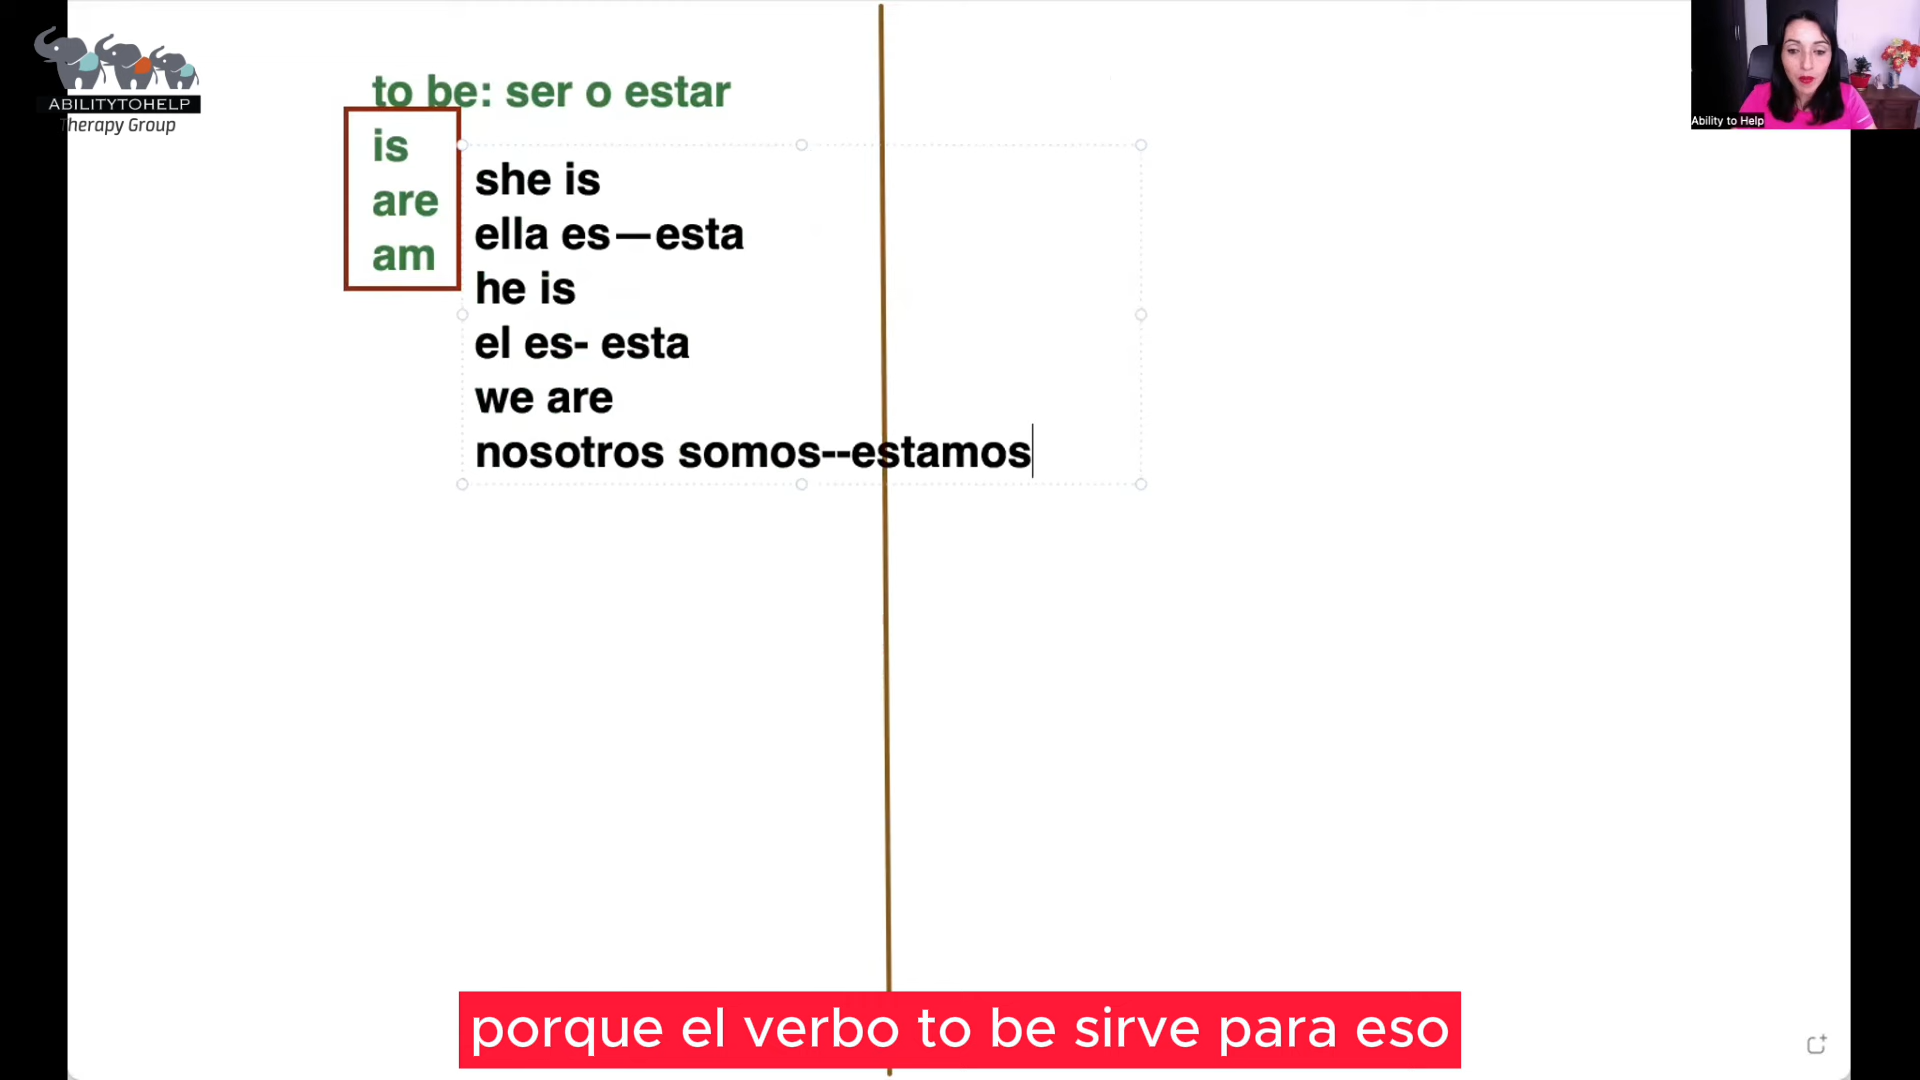 ABILITYTOHELP
Therapy Group
to be: ser o estar
is
are
am
she is
ella es—esta
he is
el es- esta
we are
nosotros somos--estamos
Ability to Help
porque el verbo to be sirve para eso